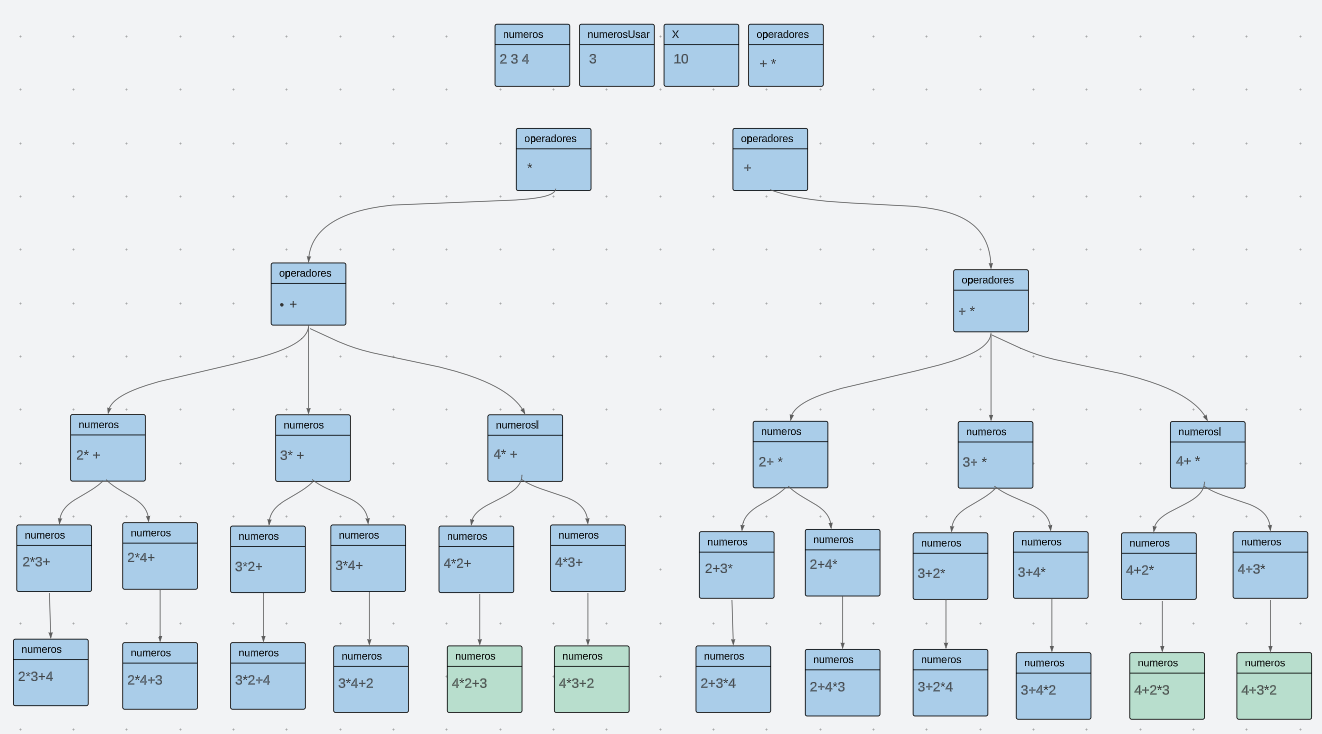 numeros
2 3 4
numerosUsar
3
X
10
operadores
+ *
operadores
*
operadores
+
operadores
• +
operadores
+ *
numeros
2* +
numeros
3* +
numerosl
4* +
numeros
2+ *
numeros
3+ *
numerosl
4+ *
numeros
2*3+
numeros
2*4+
numeros
3*2+
numeros
3*4+
numeros
4*2+
numeros
4*3+
numeros
2+3*
numeros
2+4*
numeros
3+2*
numeros
3+4*
numeros
4+2*
numeros
4+3*
numeros
2*3+4
numeros
2*4+3
numeros
3*2+4
numeros
3*4+2
numeros
4*2+3
numeros
4*3+2
numeros
2+3*4
numeros
2+4*3
numeros
3+2*4
numeros
3+4*2
numeros
4+2*3
numeros
4+3*2